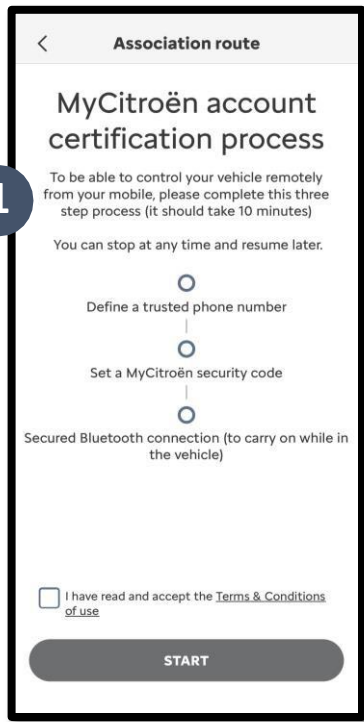 Association route
MyCitroën account
certification process
1
To be able to control your vehicle remotely
from your mobile, please complete this three
step process (it should take 10 minutes)
You can stop at any time and resume later.
Define a trusted phone number
Set a MyCitroën security code
Secured Bluetooth connection (to carry on while in
the vehicle)
I have read and accept the Terms & Conditions
of use
START